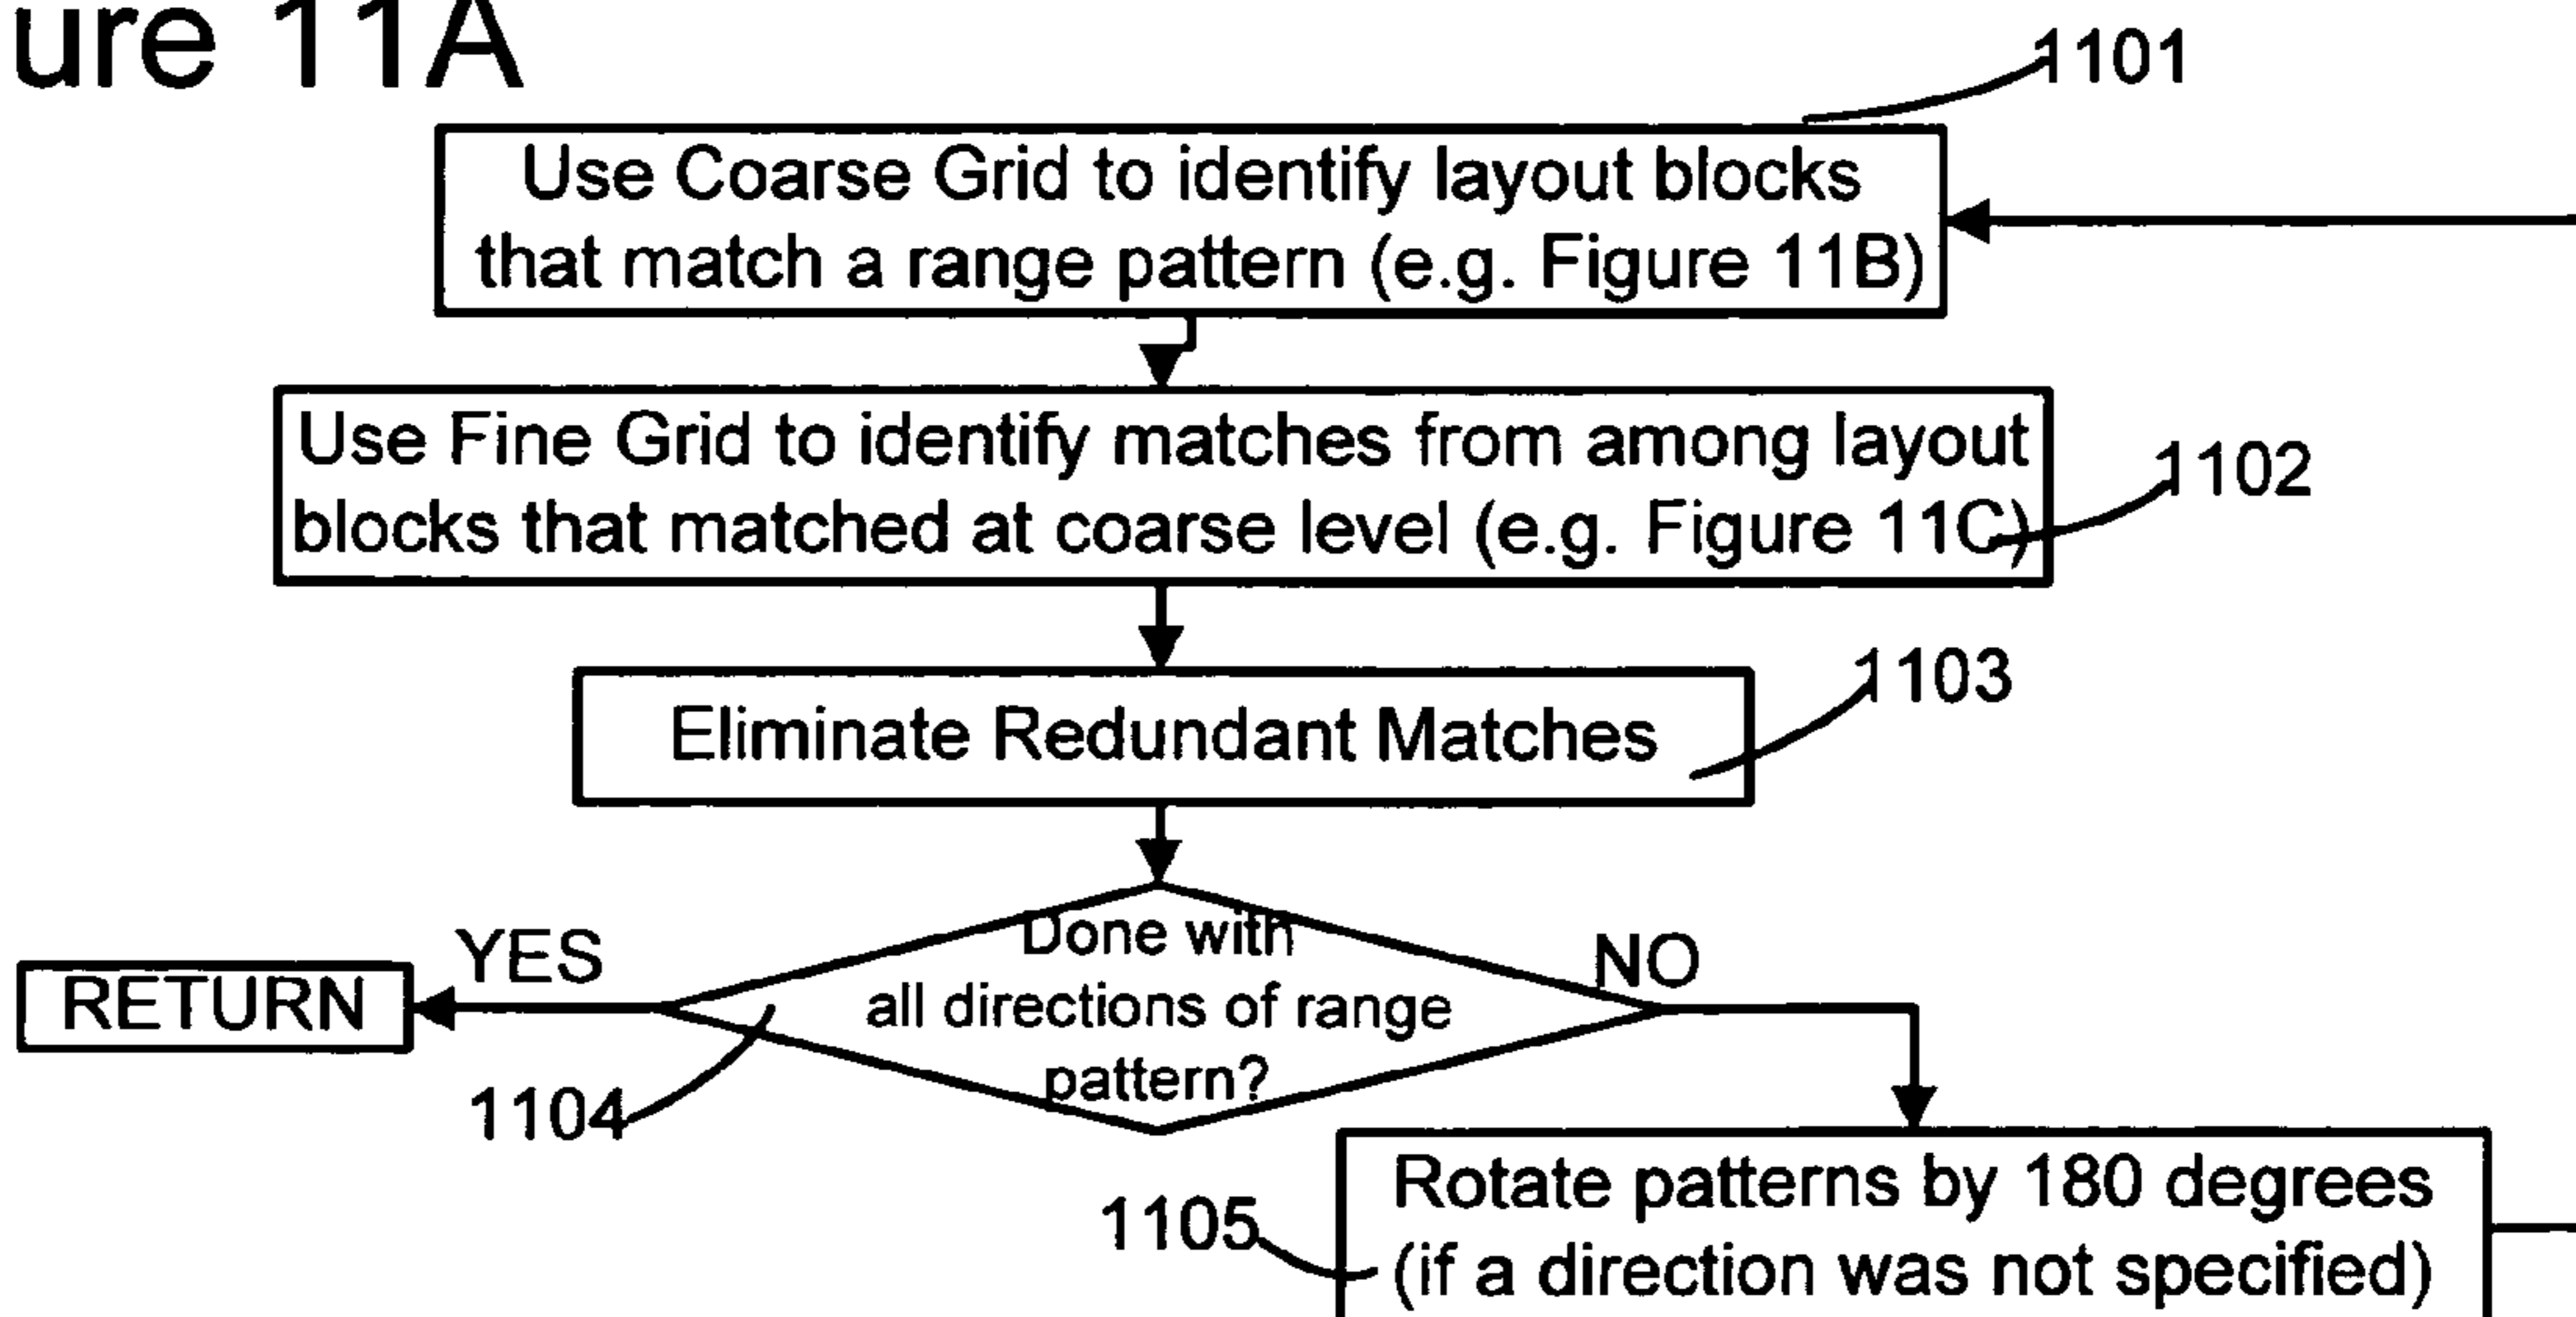 ure 11A
1101
Use Coarse Grid to identify layout blocks
that match a range pattern (e.g. Figure 11B)
Use Fine Grid to identify matches from among layout
blocks that matched at coarse level (e.g. Figure 11C)
1102
Eliminate Redundant Matches
1103
Done with
all directions of range
pattern?
YES
NO
RETURN
1104
Rotate patterns by 180 degrees
(if a direction was not specified)
1105